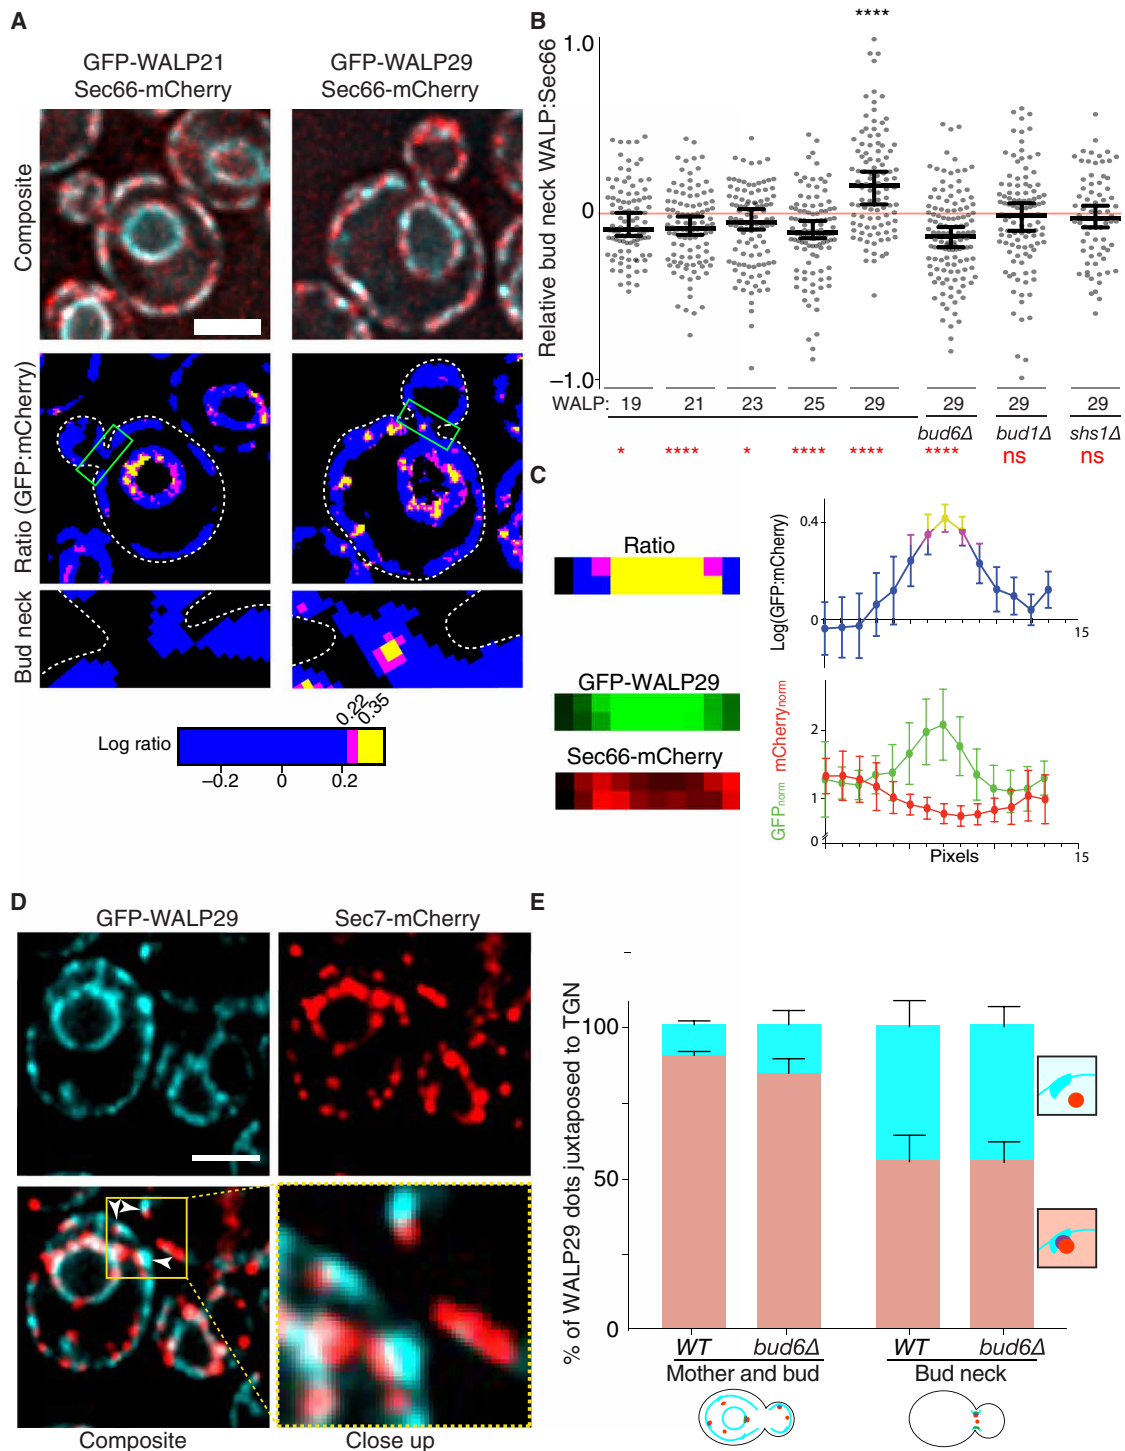 A
GFP-WALP21
Sec66-mCherry
GFP-WALP29
Sec66-mCherry
Composite
Ratio (GFP:mCherry)
Bud neck
Log ratio
0.22
0.35
−0.2
0
0.2
B
Relative bud neck WALP:Sec66
1.0
0
−1.0
****
WALP:
19
21
23
25
29
29
29
29
bud6Δ
bud1Δ
shs1Δ
*
****
*
****
****
****
ns
ns
C
Ratio
GFP-WALP29
Sec66-mCherry
Log(GFP:mCherry)
0.4
0
15
GFPnorm mCherrynorm
2
1
0
Pixels
15
D
GFP-WALP29
Sec7-mCherry
Composite
Close up
E
% of WALP29 dots juxtaposed to TGN
100
50
0
WT
bud6Δ
WT
bud6Δ
Mother and bud
Bud neck